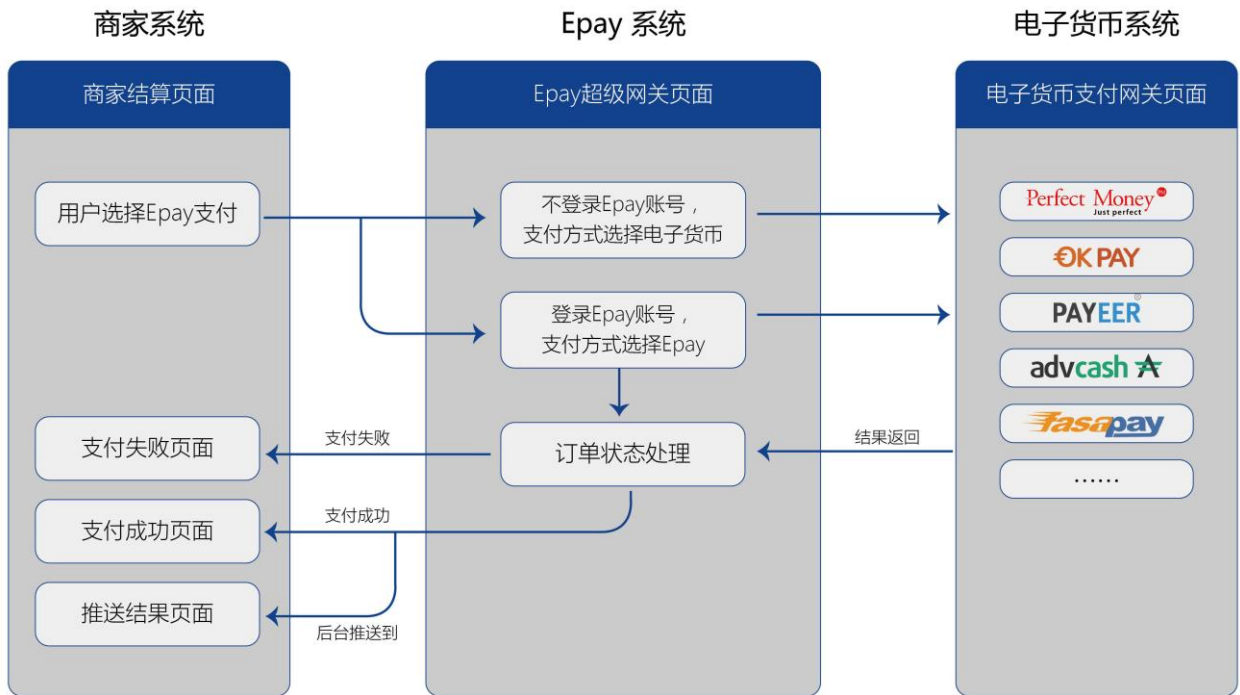 商家系统
Epay 系统
电子货币系统
商家结算页面
Epay超级网关页面
电子货币支付网关页面
用户选择Epay支付
不登录Epay账号，
支付方式选择电子货币
登录Epay账号，
支付方式选择Epay
Perfect Money
Just perfect
OK PAY
PAYEER®
advcash
fasapay
……
支付失败页面
支付失败
订单状态处理
结果返回
支付成功页面
支付成功
推送结果页面
后台推送到